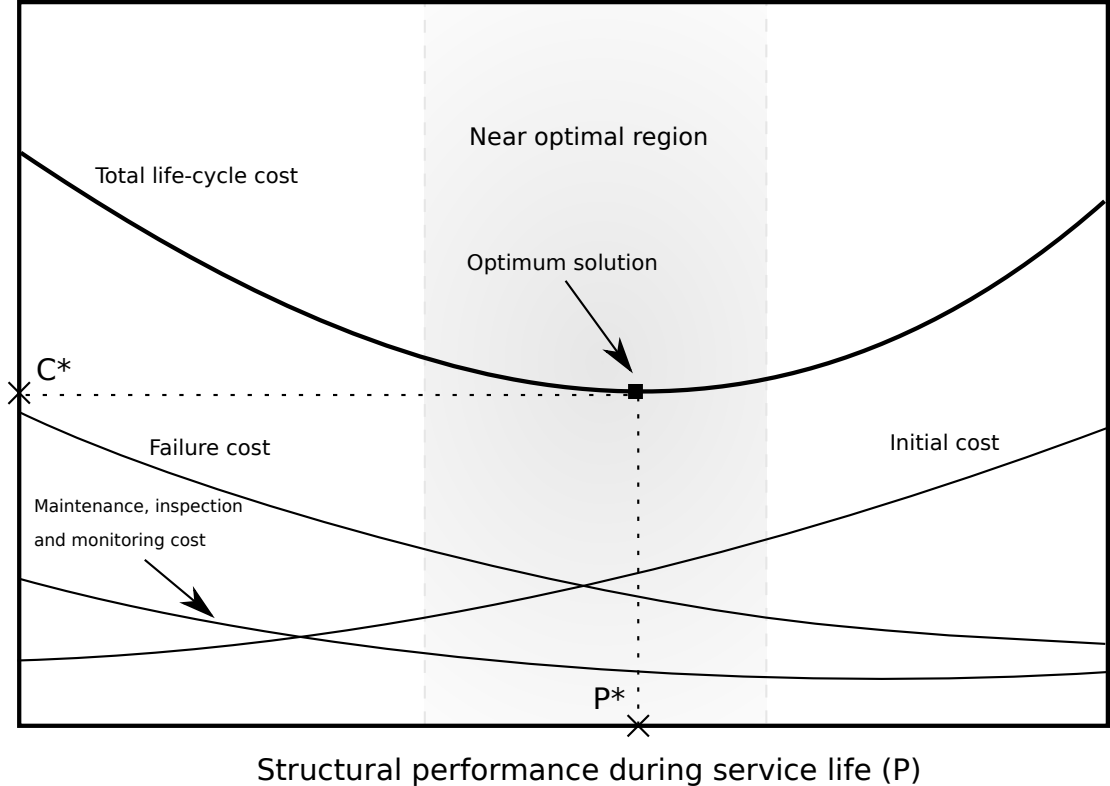 Near optimal region
Total life-cycle cost
Optimum solution
C*
Failure cost
Initial cost
Maintenance, inspection
and monitoring cost
P*
Structural performance during service life (P)